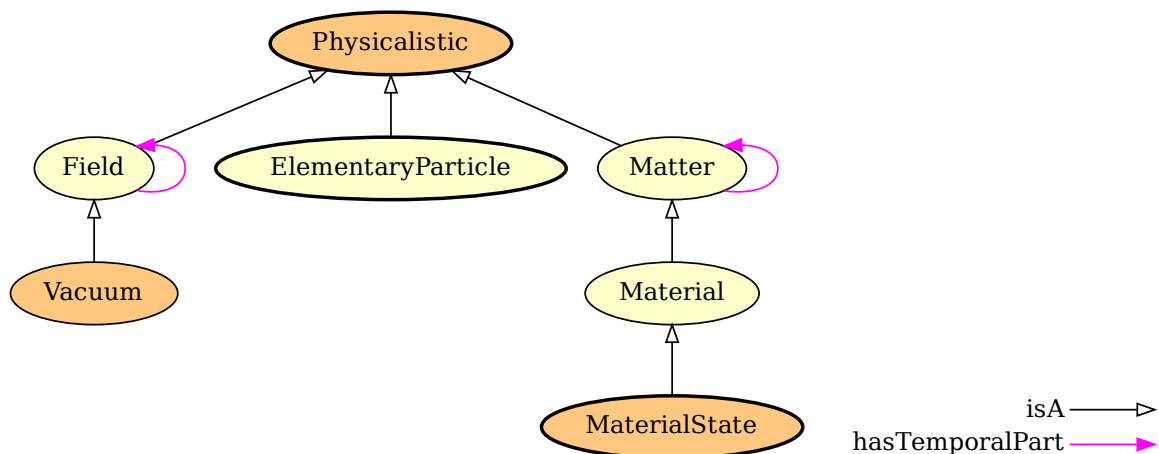 Physicalistic
Field
ElementaryParticle
Matter
Vacuum
Material
MaterialState
isA
hasTemporalPart